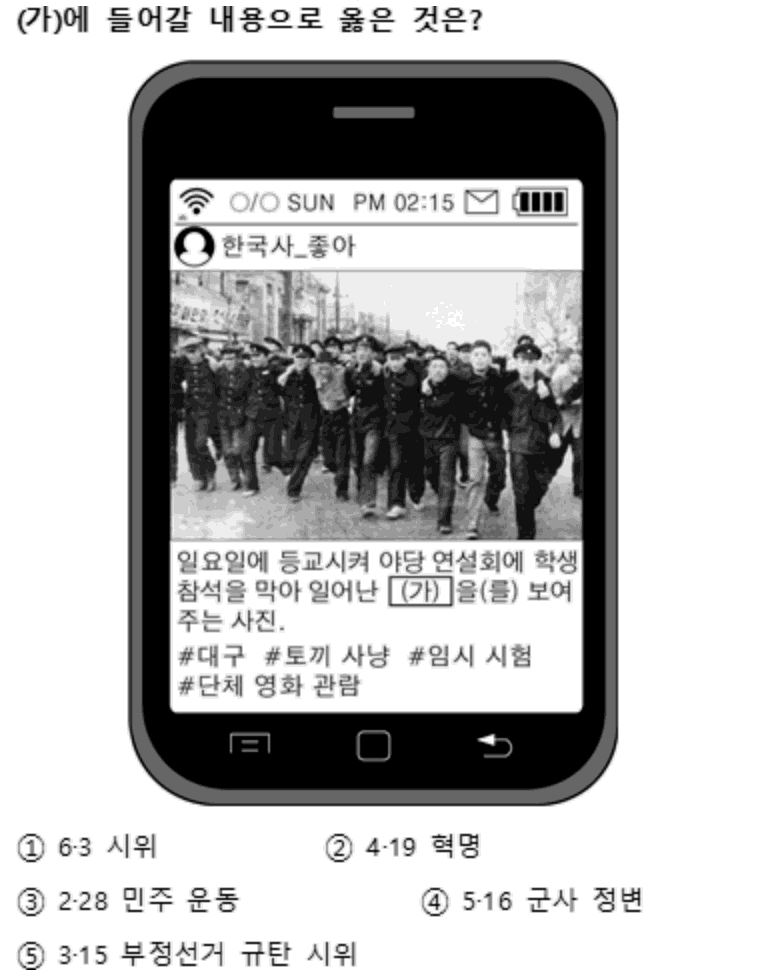 (가)에 들어갈 내용으로 옳은 것은?
○/○ SUN PM 02:15
한국사_좋아
일요일에 등교시켜 야당 연설회에 학생
참석을 막아 일어난 (가) 을(를) 보여
주는 사진.
#대구 #토끼 사냥 #임시 시험
#단체 영화 관람
① 6·3 시위 ② 4·19 혁명
③ 2·28 민주 운동 ④ 5·16 군사 정변
⑤ 3·15 부정선거 규탄 시위